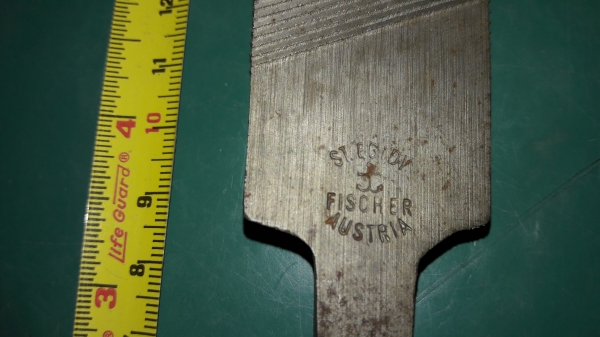 12
11
4
10
Life Guard®
9
8
3
ST.EGIDY
FISCHER
AUSTRIA